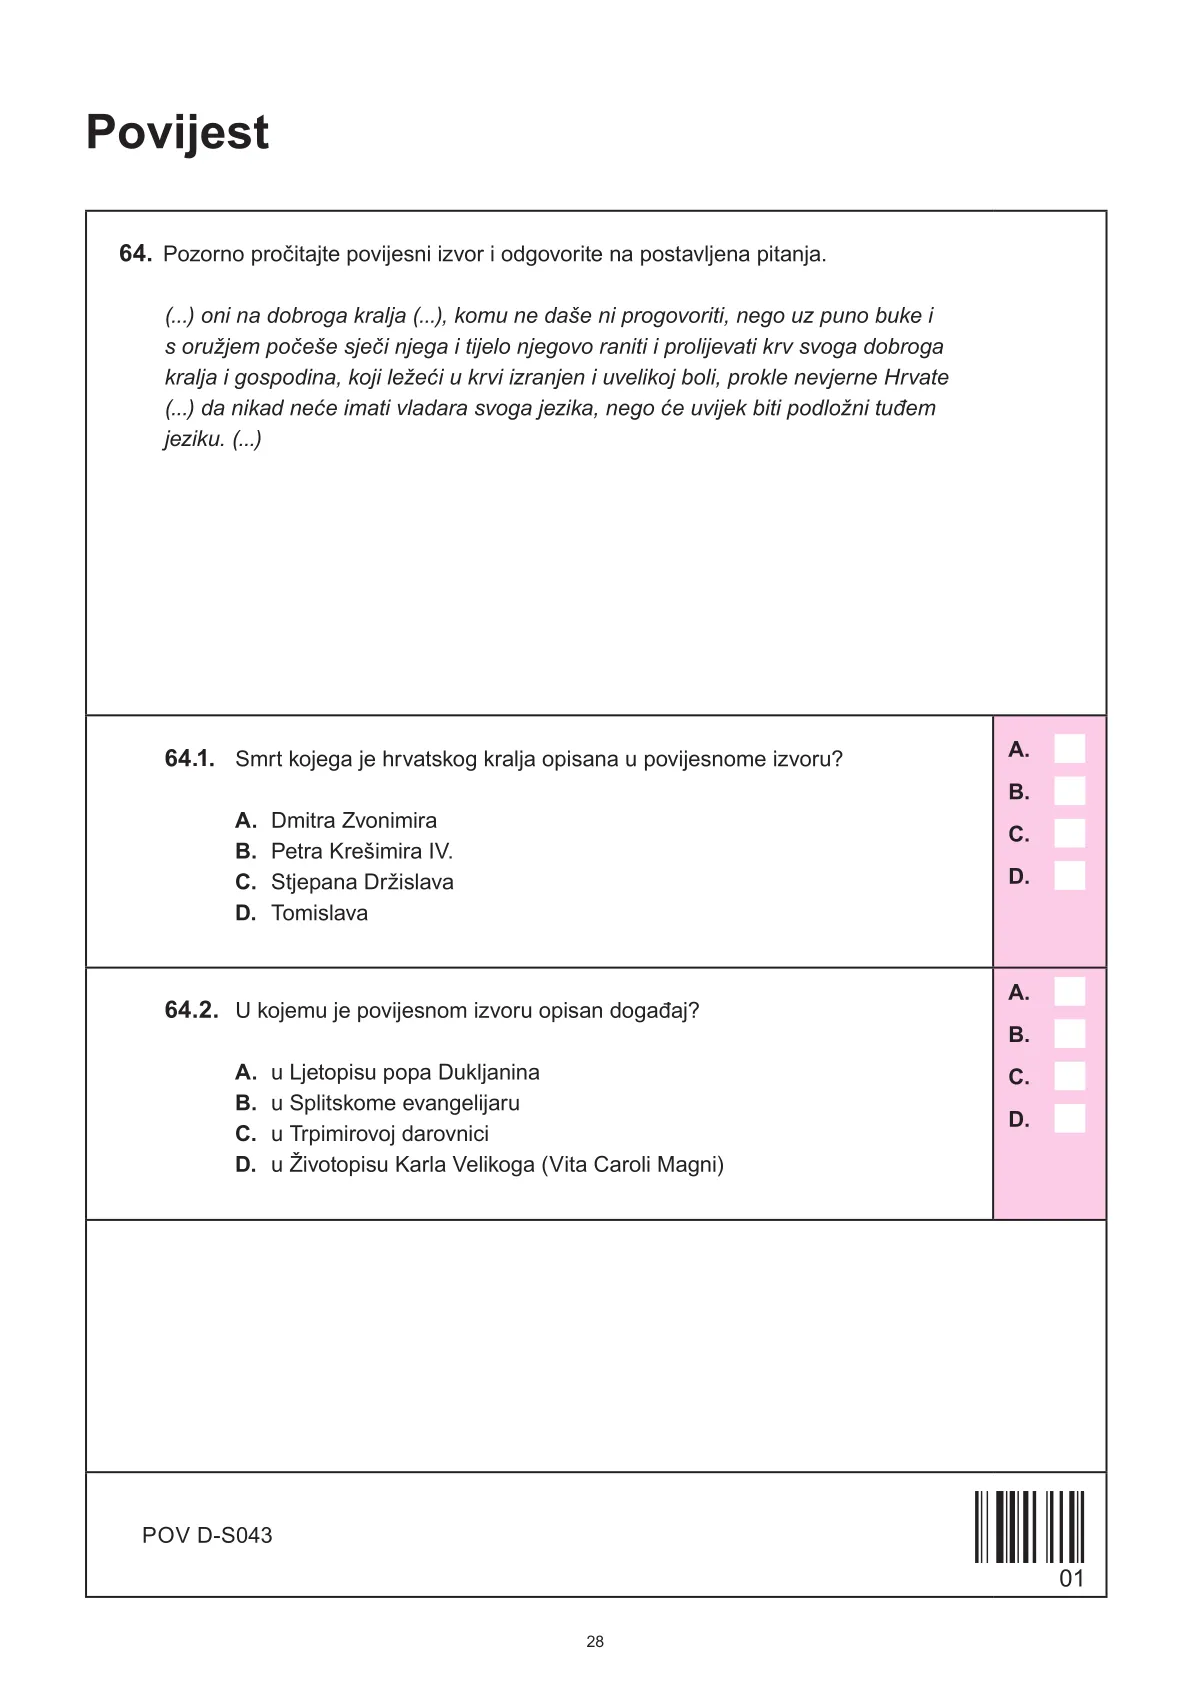 Povijest
64. Pozorno pročitajte povijesni izvor i odgovorite na postavljena pitanja.
(...) oni na dobroga kralja (...), komu ne daše ni progovoriti, nego uz puno buke i
s oružjem počeše sječi njega i tijelo njegovo raniti i prolijevati krv svoga dobroga
kralja i gospodina, koji ležeći u krvi izranjen i uvelikoj boli, prokle nevjerne Hrvate
(...) da nikad neće imati vladara svoga jezika, nego će uvijek biti podložni tuđem
jeziku. (...)
64.1. Smrt kojega je hrvatskog kralja opisana u povijesnome izvoru?
A. Dmitra Zvonimira
B. Petra Krešimira IV.
C. Stjepana Držislava
D. Tomislava
A.
B.
C.
D.
64.2. U kojemu je povijesnom izvoru opisan događaj?
A. u Ljetopisu popa Dukljanina
B. u Splitskome evangelijaru
C. u Trpimirovoj darovnici
D. u Životopisu Karla Velikoga (Vita Caroli Magni)
A.
B.
C.
D.
POV D-S043
01
28